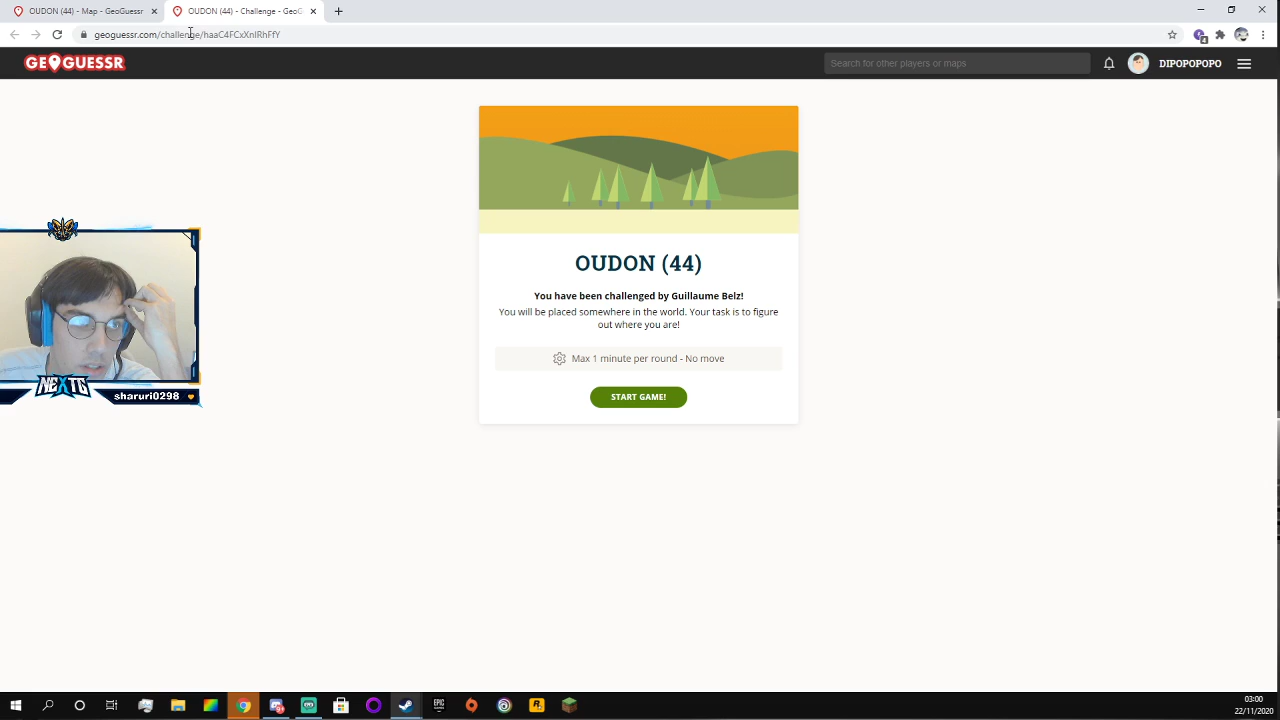 OUDON (44) - Map - GeoGuessr
OUDON (44) - Challenge - GeoG
geoguessr.com/challenge/haaC4FCxXnlRhFfY
GEOGUESSR
Search for other players or maps
DIPOPOPOPO
OUDON (44)
You have been challenged by Guillaume Belz!
You will be placed somewhere in the world. Your task is to figure
out where you are!
Max 1 minute per round - No move
START GAME!
NEXTG
sharuri0298
EPIC
R
03:00
22/11/2020